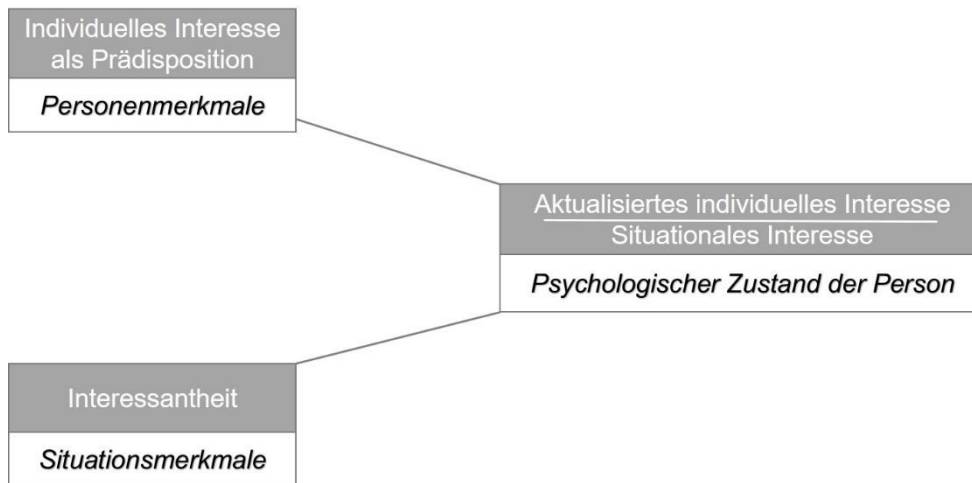 Individuelles Interesse
als Prädisposition
Personenmerkmale
Aktualisiertes individuelles Interesse
Situationales Interesse
Psychologischer Zustand der Person
Interessantheit
Situationsmerkmale